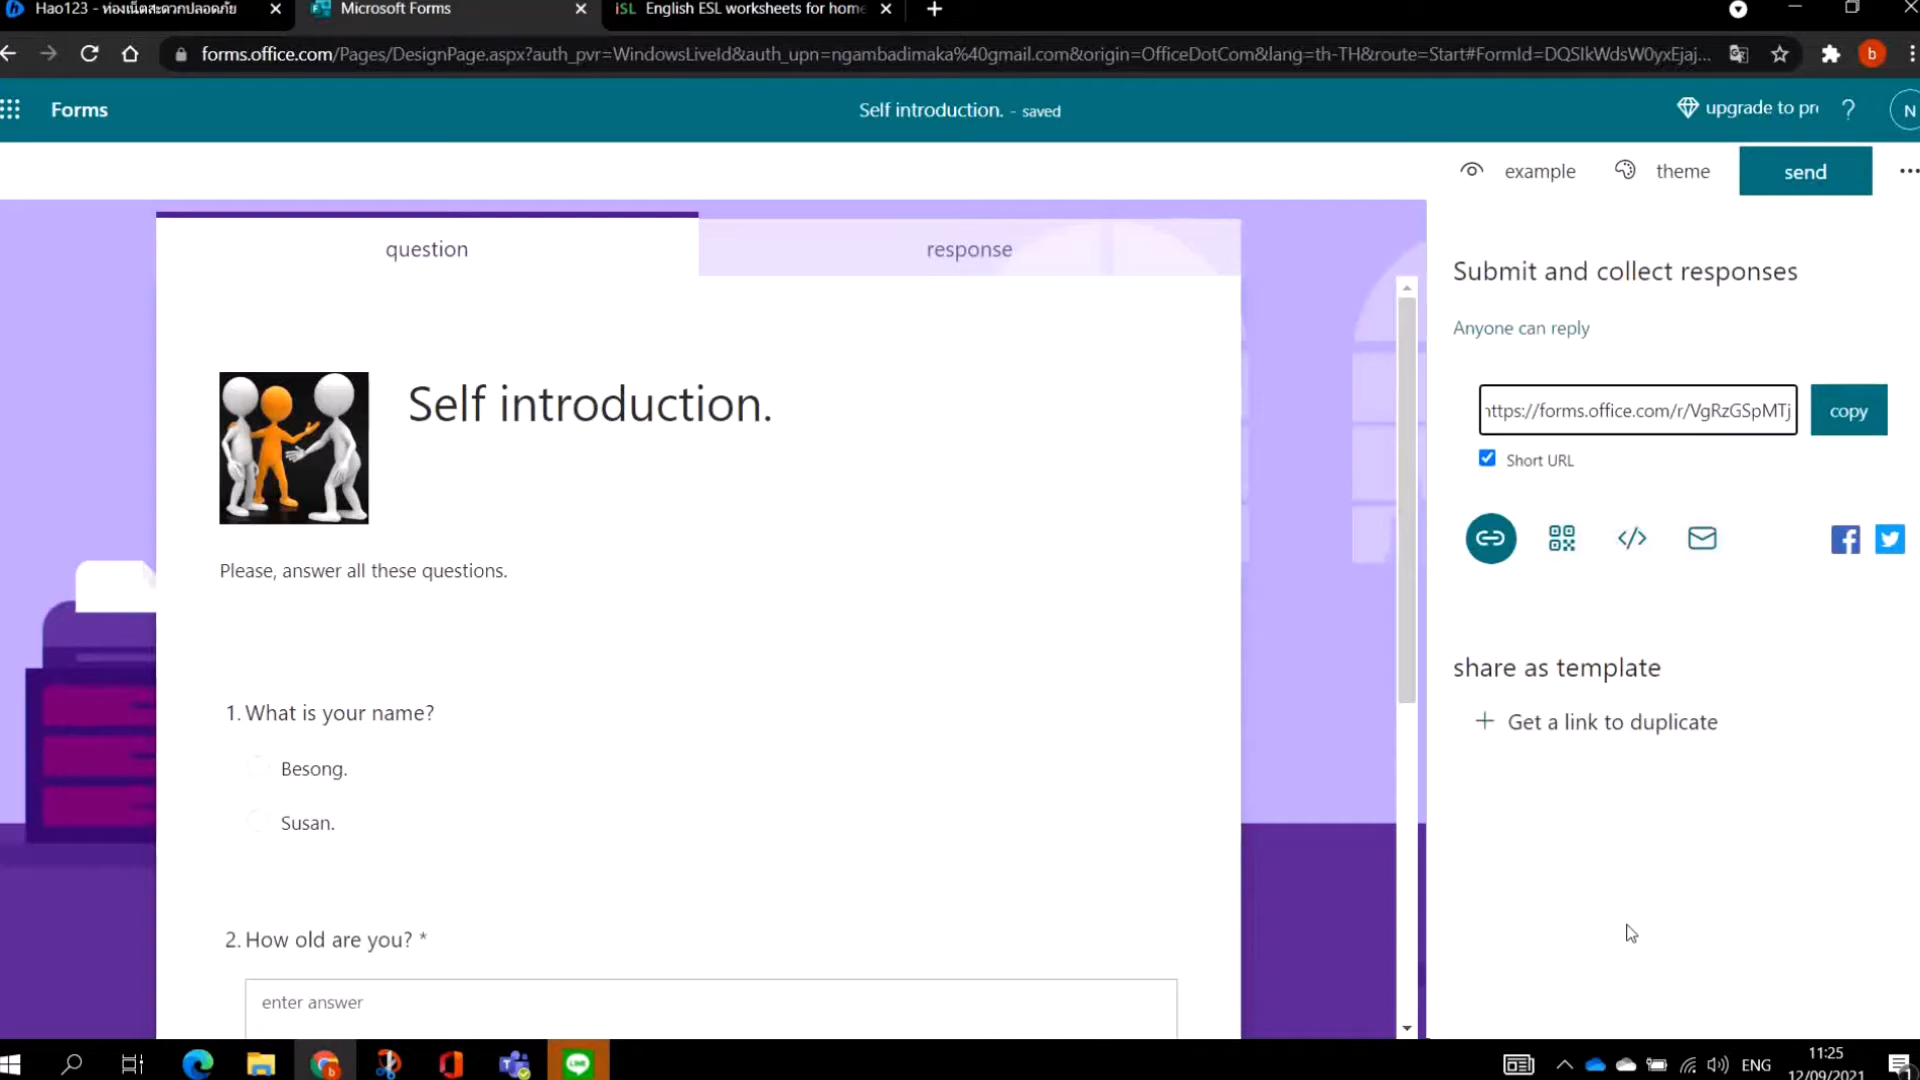 Hao123 - ท่องเน็ตสะดวกปลอดภัย
Microsoft Forms
English ESL worksheets for home
forms.office.com/Pages/DesignPage.aspx?auth_pvr=WindowsLiveId&auth_upn=ngambadimaka%40gmail.com&origin=OfficeDotCom&lang=th-TH&route=Start#FormId=DQSIkWdsW0yxEjaj...
b
Forms
Self introduction. - saved
upgrade to pr
?
N
example
theme
send
question
response
Submit and collect responses
Anyone can reply
https://forms.office.com/r/VgRzGSpMTj
copy
Short URL
Self introduction.
Please, answer all these questions.
share as template
Get a link to duplicate
1. What is your name?
Besong.
Susan.
2. How old are you? *
enter answer
LINE
ENG
11:25
12/09/2021
1